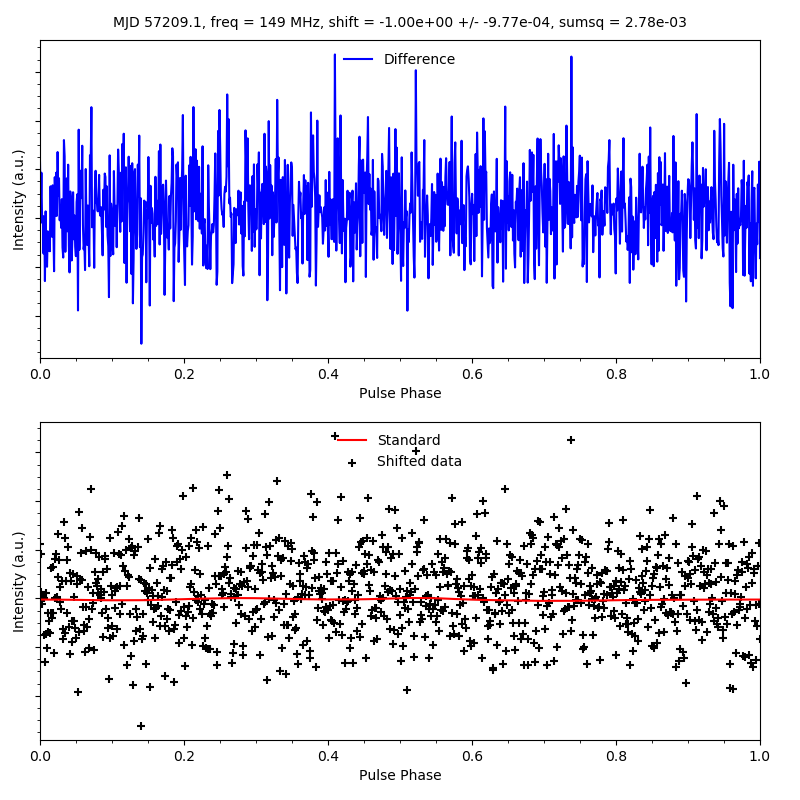 MJD 57209.1, freq = 149 MHz, shift = -1.00e+00 +/- -9.77e-04, sumsq = 2.78e-03
Difference
Intensity (a.u.)
0.0 0.2 0.4 0.6 0.8 1.0
Pulse Phase
Standard
Shifted data
Intensity (a.u.)
0.0 0.2 0.4 0.6 0.8 1.0
Pulse Phase